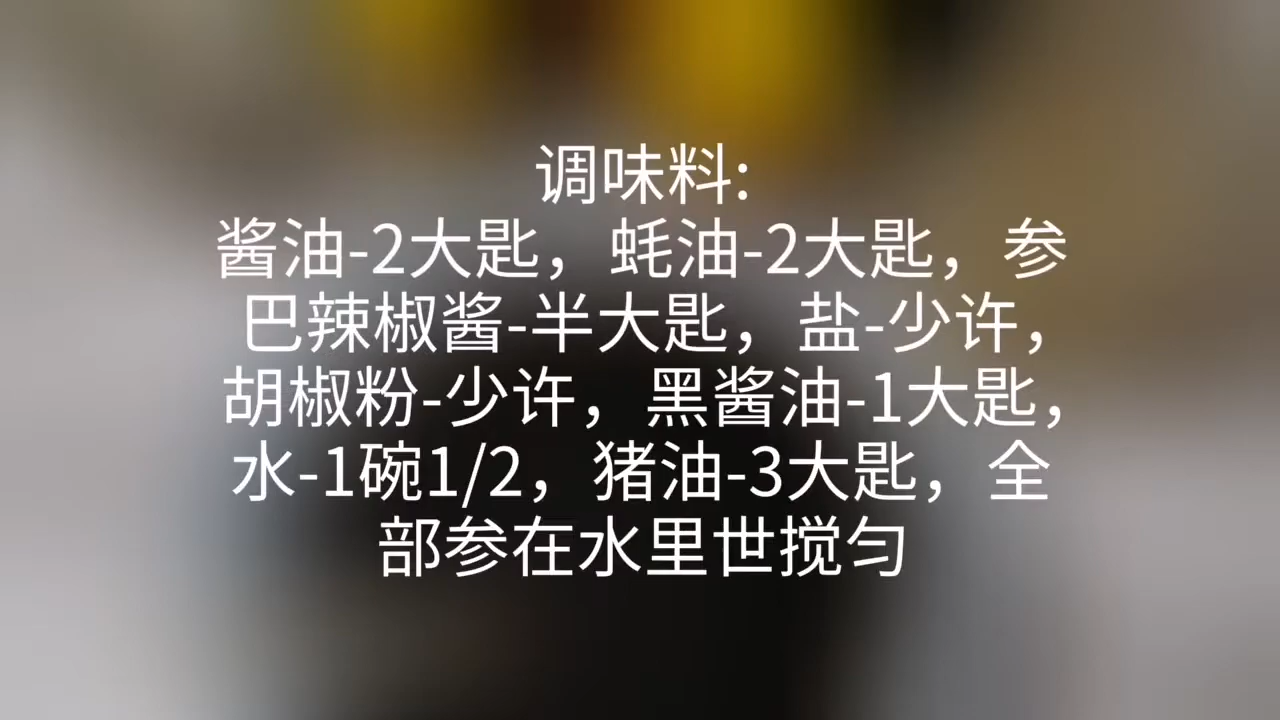 调味料:
酱油-2大匙，蚝油-2大匙，参
巴辣椒酱-半大匙，盐-少许，
胡椒粉-少许，黑酱油-1大匙，
水-1碗1/2，猪油-3大匙，全
部参在水里世搅匀